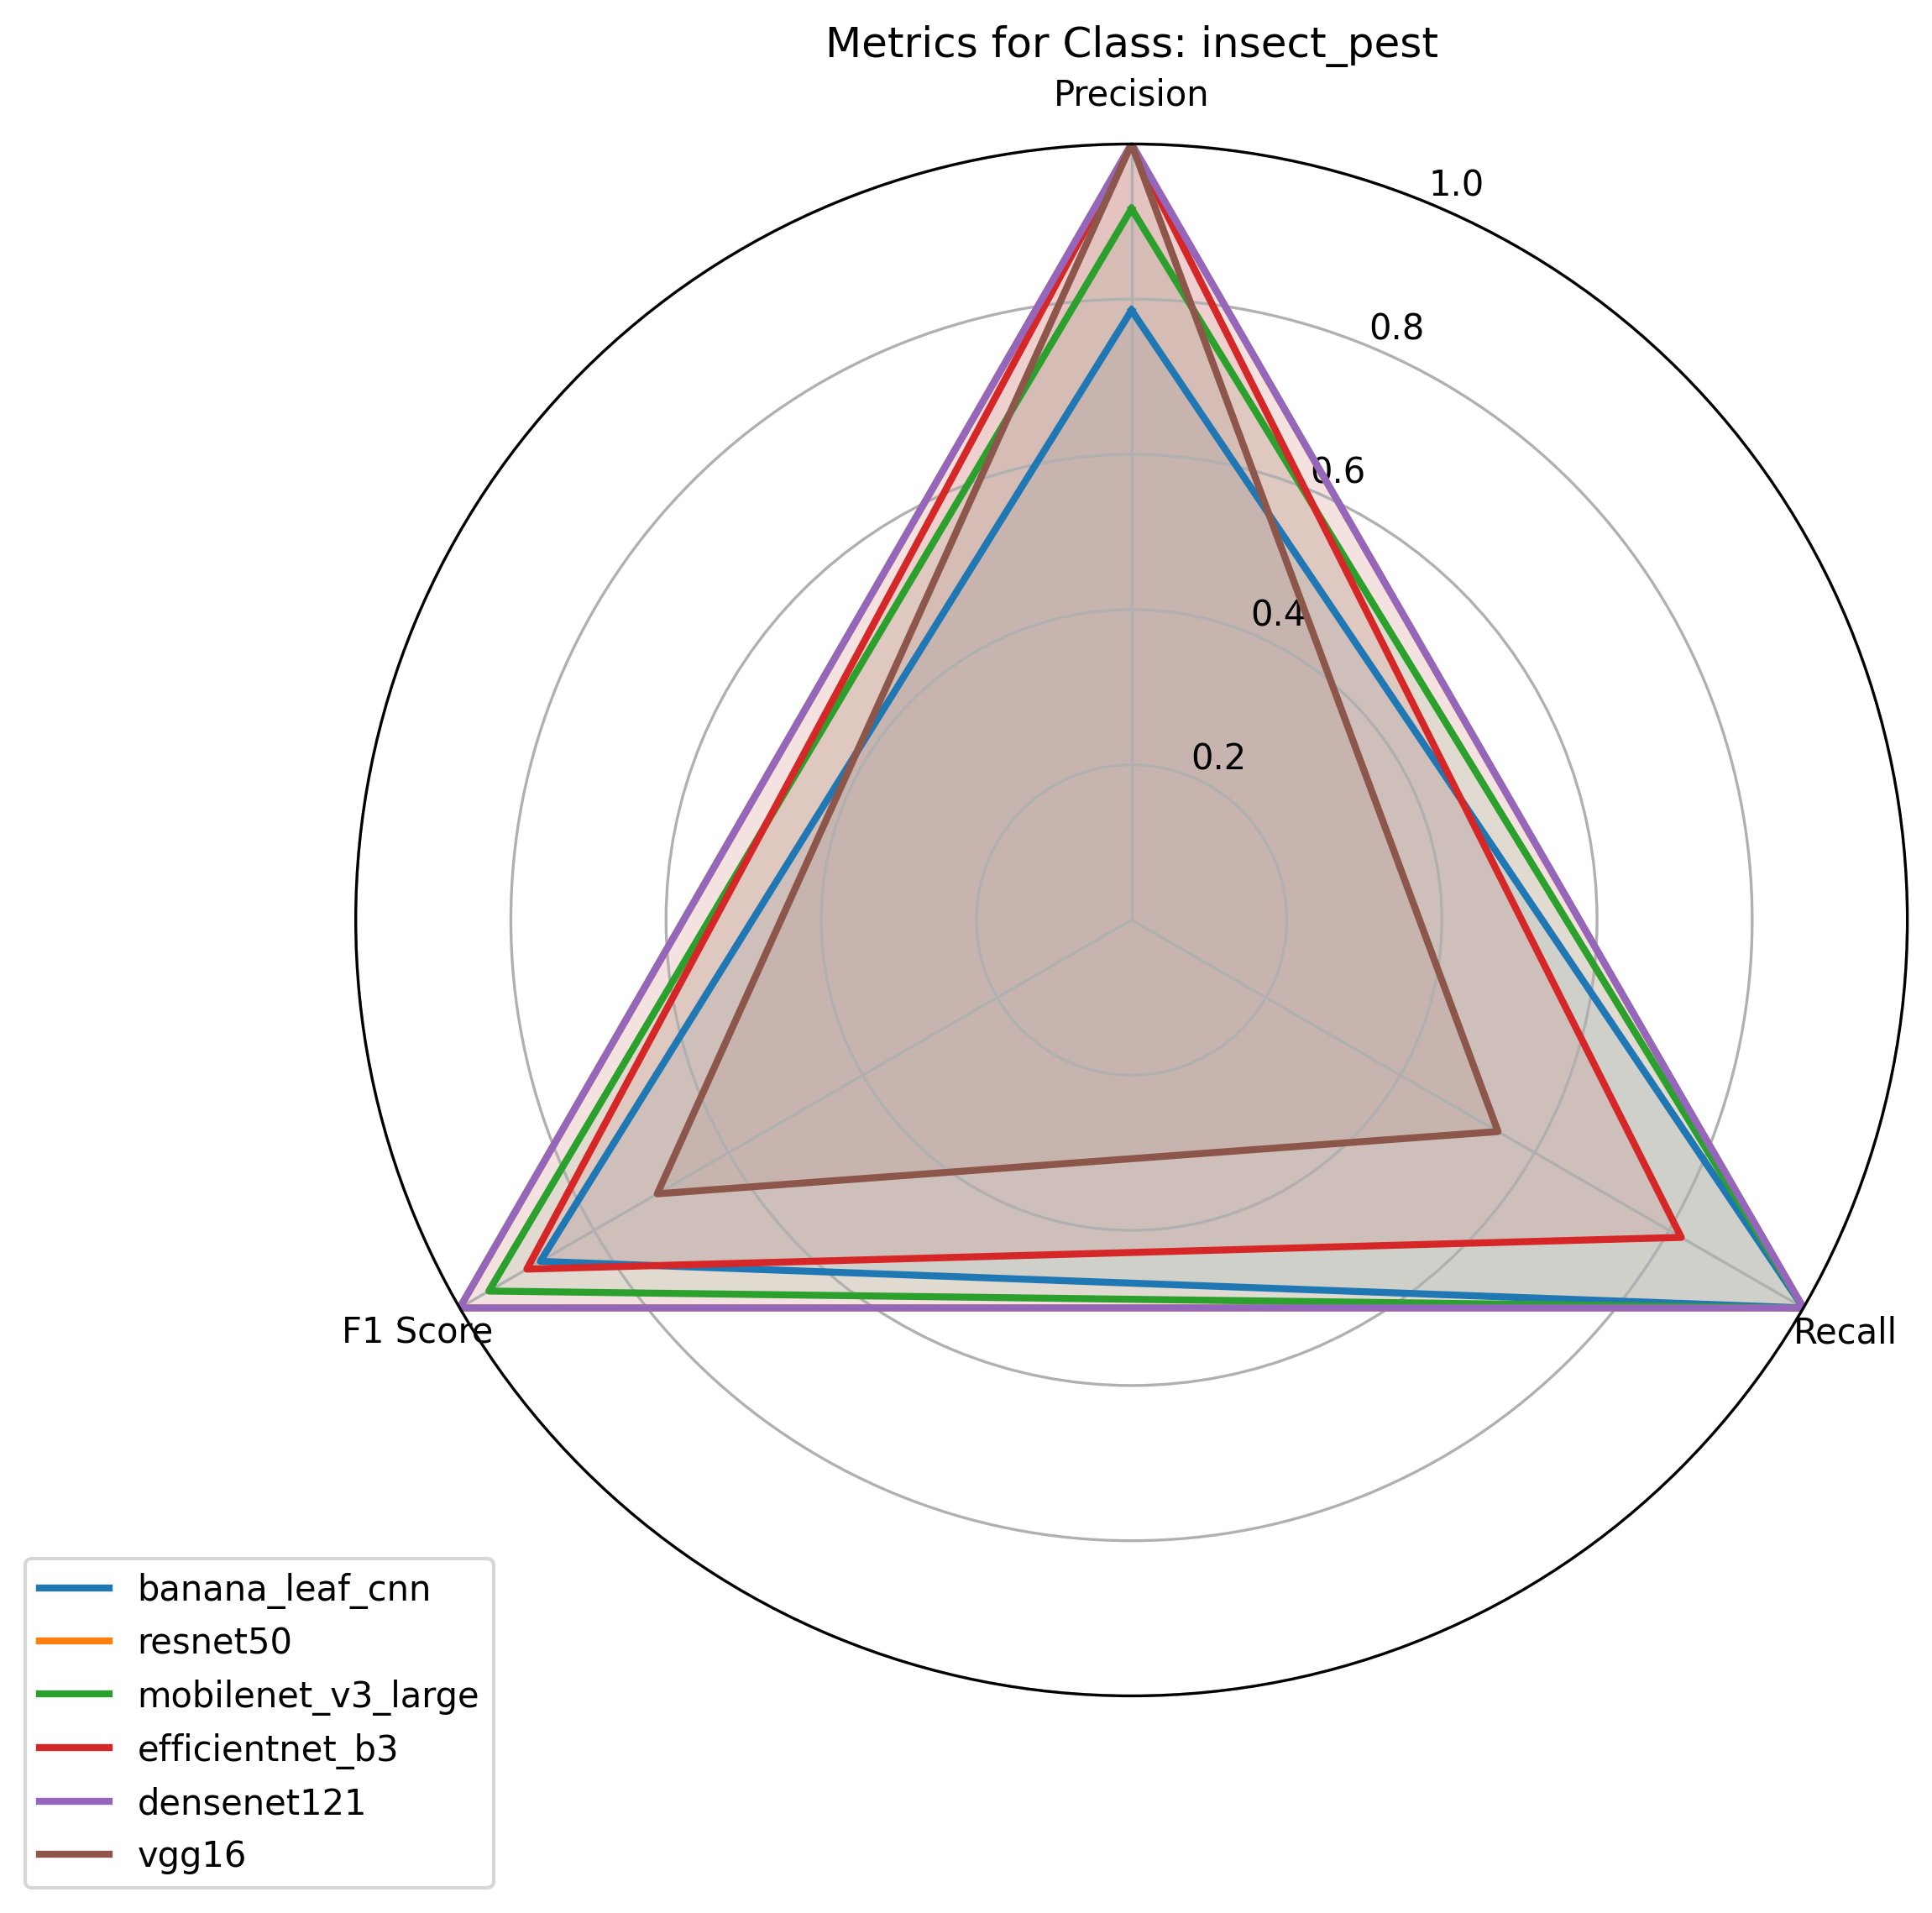 Metrics for Class: insect_pest
Precision
1.0
0.8
0.6
0.4
0.2
F1 Score
Recall
banana_leaf_cnn
resnet50
mobilenet_v3_large
efficientnet_b3
densenet121
vgg16